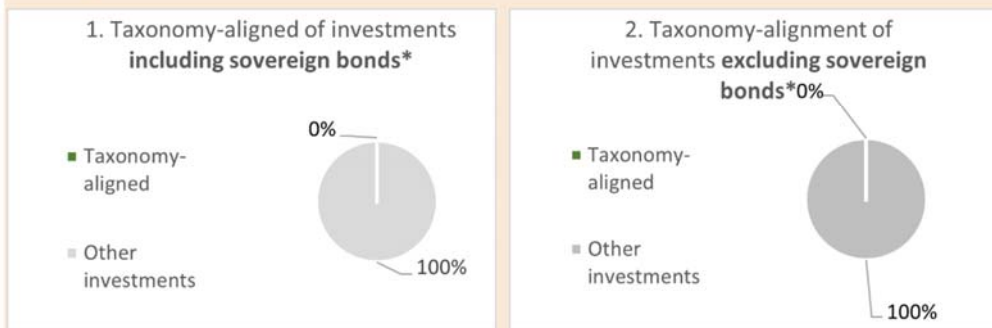 1. Taxonomy-aligned of investments
including sovereign bonds*
0%
Taxonomy-
aligned
Other
investments
100%
2. Taxonomy-alignment of
investments excluding sovereign
bonds*0%
Taxonomy-
aligned
Other
investments
100%